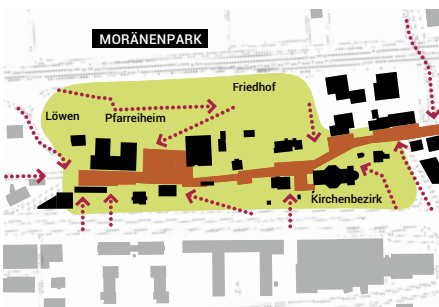 MORÄNENPARK
Friedhof
Löwen
Pfarreiheim
Kirchenbezirk